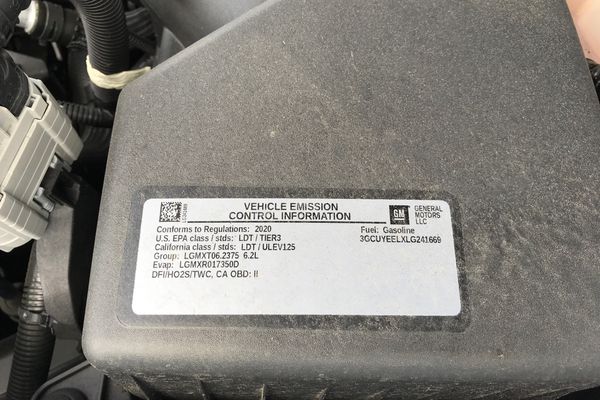 VEHICLE EMISSION
CONTROL INFORMATION
GM
GENERAL
MOTORS
LLC
Conforms to Regulations: 2020
Fuel: Gasoline
U.S. EPA class / stds: LDT / TIER3
3GCUYEELXLG241669
California class / stds: LDT / ULEV125
Group: LGMXT06.2375 6.2L
Evap: LGMXR017350D
DFI/HO2S/TWC, CA OBD: II